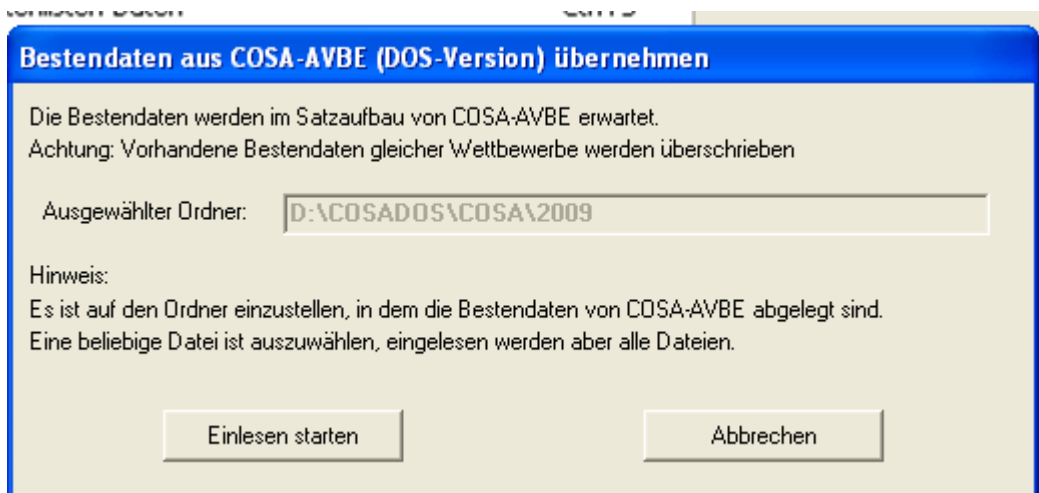 Bestendaten aus COSA-AVBE (DOS-Version) übernehmen
Die Bestendaten werden im Satzaufbau von COSA-AVBE erwartet.
Achtung: Vorhandene Bestendaten gleicher Wettbewerbe werden überschrieben
Ausgewählter Ordner: D:\COSADOS\COSA\2009
Hinweis:
Es ist auf den Ordner einzustellen, in dem die Bestendaten von COSA-AVBE abgelegt sind.
Eine beliebige Datei ist auszuwählen, eingelesen werden aber alle Dateien.
Einlesen starten Abbrechen